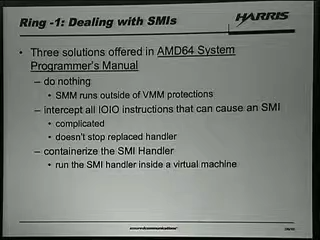 Ring -1: Dealing with SMIs
HARRIS
• Three solutions offered in AMD64 System
Programmer's Manual
– do nothing
• SMM runs outside of VMM protections
– intercept all IOIO instructions that can cause an SMI
• complicated
• doesn't stop replaced handler
– containerize the SMI Handler
• run the SMI handler inside a virtual machine
assuredcommunications™